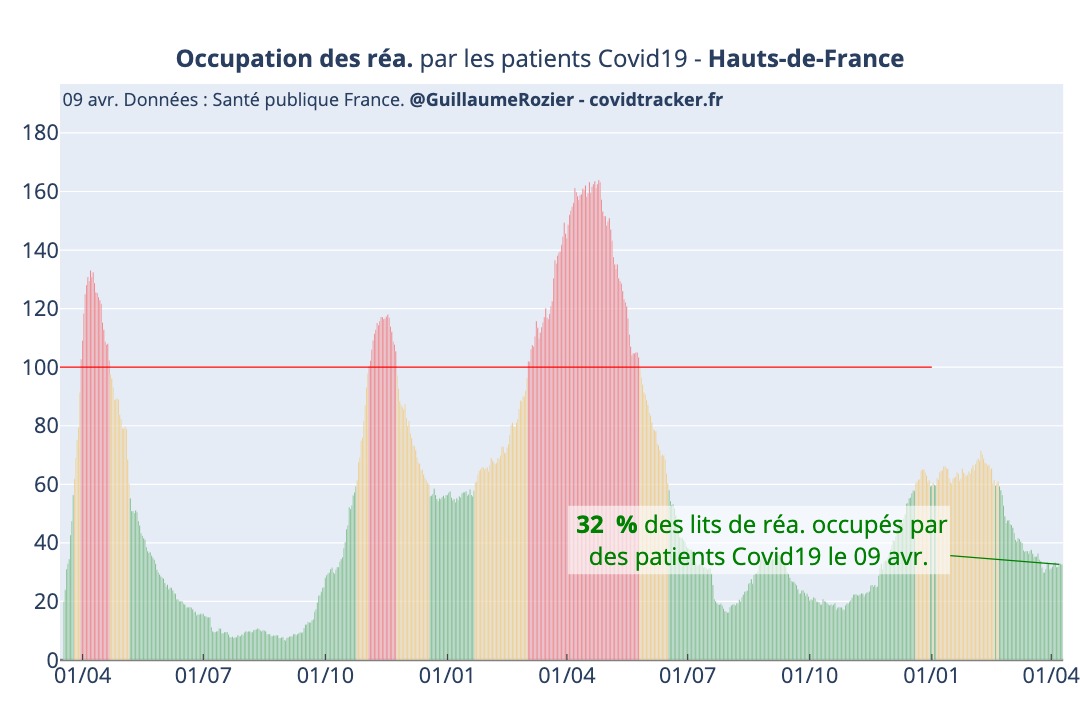 Occupation des réa. par les patients Covid19 - Hauts-de-France
09 avr. Données : Santé publique France. @GuillaumeRozier - covidtracker.fr
180
160
140
120
100
80
60
40
20
0
32 % des lits de réa. occupés par
des patients Covid19 le 09 avr.
01/04 01/07 01/10 01/01 01/04 01/07 01/10 01/01 01/04